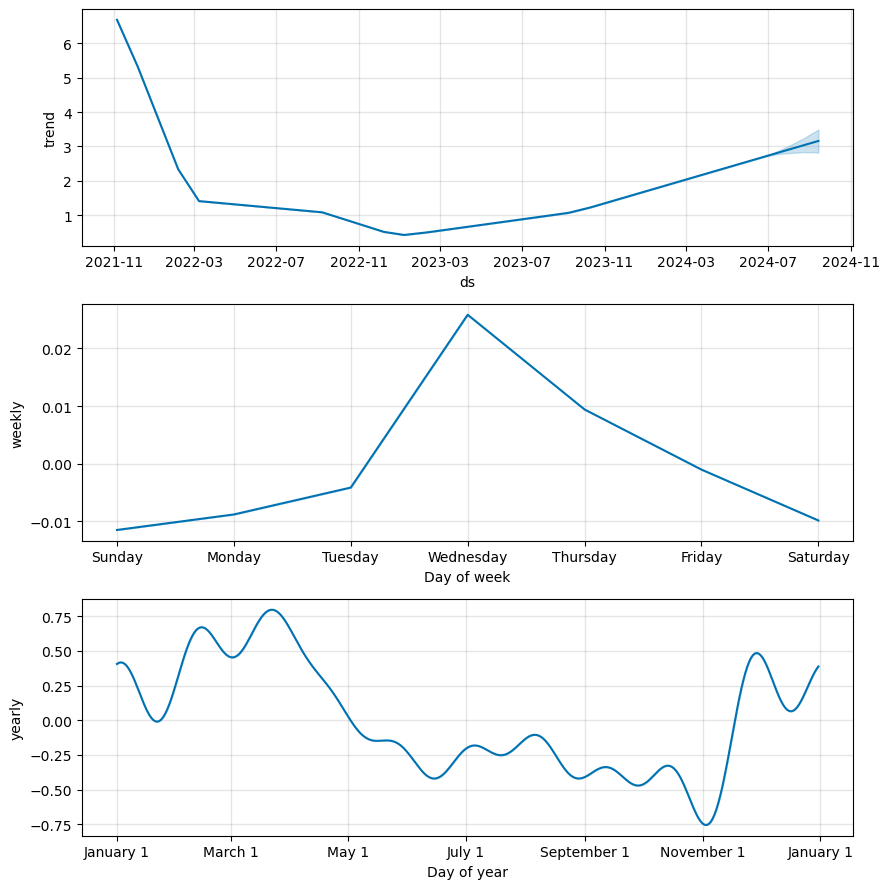 6
5
4
3
2
1
trend
2021-11 2022-03 2022-07 2022-11 2023-03 2023-07 2023-11 2024-03 2024-07 2024-11
ds
0.02
0.01
0.00
−0.01
weekly
Sunday Monday Tuesday Wednesday Thursday Friday Saturday
Day of week
0.75
0.50
0.25
0.00
−0.25
−0.50
−0.75
yearly
January 1 March 1 May 1 July 1 September 1 November 1 January 1
Day of year